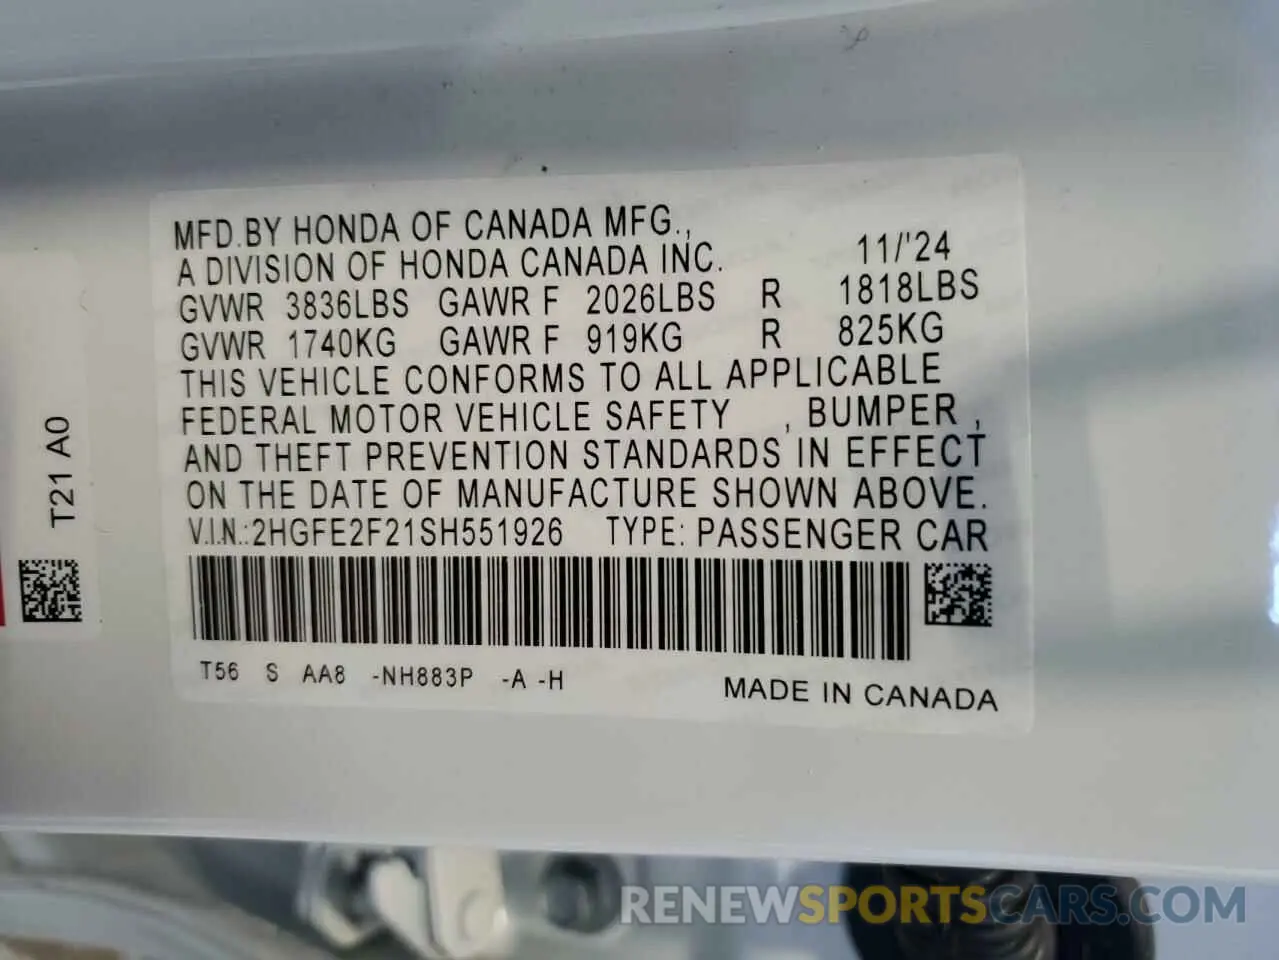 MFD.BY HONDA OF CANADA MFG.,
A DIVISION OF HONDA CANADA INC. 11/'24
GVWR 3836LBS GAWR F 2026LBS R 1818LBS
GVWR 1740KG GAWR F 919KG R 825KG
THIS VEHICLE CONFORMS TO ALL APPLICABLE
FEDERAL MOTOR VEHICLE SAFETY , BUMPER ,
AND THEFT PREVENTION STANDARDS IN EFFECT
ON THE DATE OF MANUFACTURE SHOWN ABOVE.
V.I.N.:2HGFE2F21SH551926 TYPE: PASSENGER CAR
T56 S AA8 -NH883P -A -H
MADE IN CANADA
T21 A0
RENEWSPORTSCARS.COM